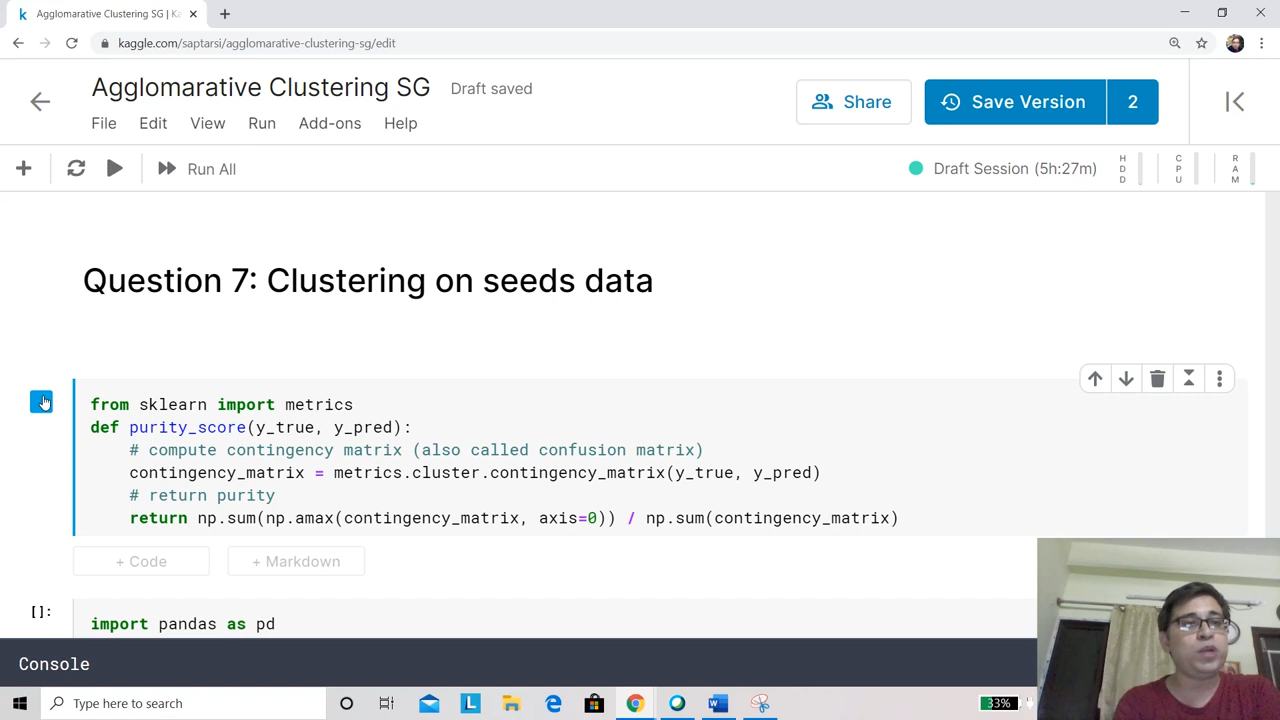 Agglomarative Clustering SG | Ka
kaggle.com/saptarsi/agglomarative-clustering-sg/edit
Agglomarative Clustering SG
Draft saved
Share
Save Version
2
File Edit View Run Add-ons Help
Run All
Draft Session (5h:27m)
HDD
CPU
RAM
Question 7: Clustering on seeds data
from sklearn import metrics
def purity_score(y_true, y_pred):
# compute contingency matrix (also called confusion matrix)
contingency_matrix = metrics.cluster.contingency_matrix(y_true, y_pred)
# return purity
return np.sum(np.amax(contingency_matrix, axis=0)) / np.sum(contingency_matrix)
+ Code
+ Markdown
[]:
import pandas as pd
Console
Type here to search
33%